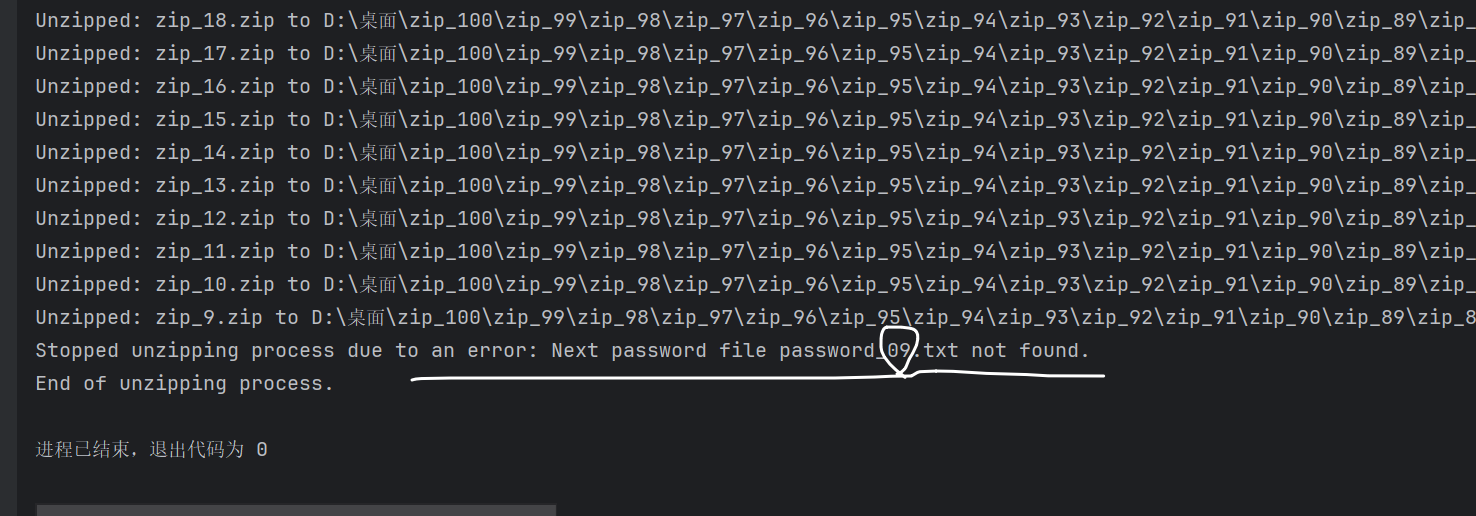 Unzipped: zip_18.zip to D:\桌面\zip_100\zip_99\zip_98\zip_97\zip_96\zip_95\zip_94\zip_93\zip_92\zip_91\zip_90\zip_89\zip_
Unzipped: zip_17.zip to D:\桌面\zip_100\zip_99\zip_98\zip_97\zip_96\zip_95\zip_94\zip_93\zip_92\zip_91\zip_90\zip_89\zip_
Unzipped: zip_16.zip to D:\桌面\zip_100\zip_99\zip_98\zip_97\zip_96\zip_95\zip_94\zip_93\zip_92\zip_91\zip_90\zip_89\zip_
Unzipped: zip_15.zip to D:\桌面\zip_100\zip_99\zip_98\zip_97\zip_96\zip_95\zip_94\zip_93\zip_92\zip_91\zip_90\zip_89\zip_
Unzipped: zip_14.zip to D:\桌面\zip_100\zip_99\zip_98\zip_97\zip_96\zip_95\zip_94\zip_93\zip_92\zip_91\zip_90\zip_89\zip_
Unzipped: zip_13.zip to D:\桌面\zip_100\zip_99\zip_98\zip_97\zip_96\zip_95\zip_94\zip_93\zip_92\zip_91\zip_90\zip_89\zip_
Unzipped: zip_12.zip to D:\桌面\zip_100\zip_99\zip_98\zip_97\zip_96\zip_95\zip_94\zip_93\zip_92\zip_91\zip_90\zip_89\zip_
Unzipped: zip_11.zip to D:\桌面\zip_100\zip_99\zip_98\zip_97\zip_96\zip_95\zip_94\zip_93\zip_92\zip_91\zip_90\zip_89\zip_
Unzipped: zip_10.zip to D:\桌面\zip_100\zip_99\zip_98\zip_97\zip_96\zip_95\zip_94\zip_93\zip_92\zip_91\zip_90\zip_89\zip_
Unzipped: zip_9.zip to D:\桌面\zip_100\zip_99\zip_98\zip_97\zip_96\zip_95\zip_94\zip_93\zip_92\zip_91\zip_90\zip_89\zip_8
Stopped unzipping process due to an error: Next password file password_09.txt not found.
End of unzipping process.
进程已结束，退出代码为 0